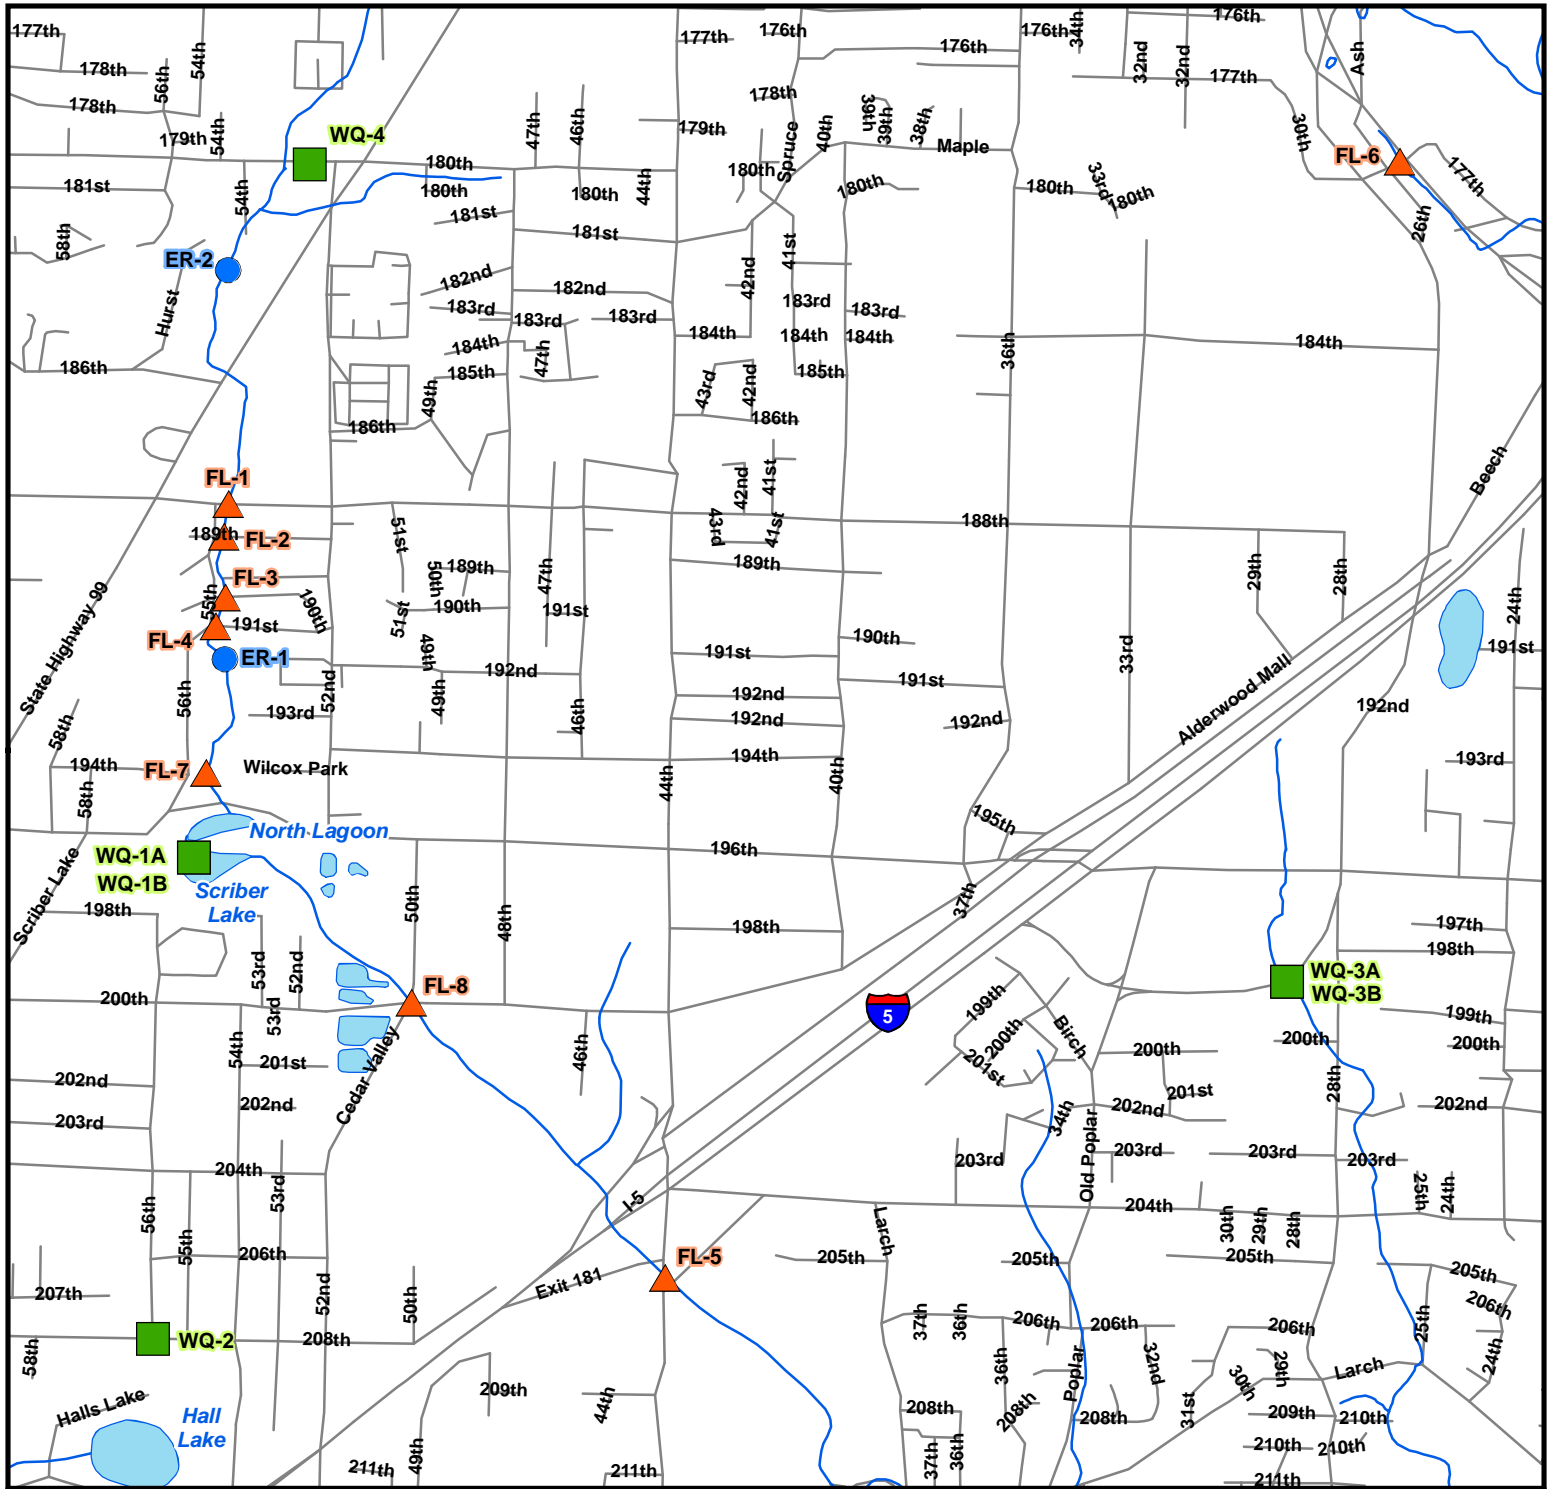 177th
178th
178th
56th
54th
179th
54th
WQ-4
180th
180th
181st
54th
58th
ER-2
Hurst
186th
47th
46th
180th
44th
181st
181st
182nd
182nd
183rd
183rd
183rd
184th
47th
185th
49th
186th
177th
176th
178th
179th
Spruce
40th
39th
39th
38th
Maple
180th
180th
41st
42nd
183rd
183rd
184th
184th
184th
185th
43rd
42nd
186th
42nd
41st
43rd
41st
176th
176th
34th
32nd
32nd
176th
177th
Ash
30th
FL-6
177th
26th
33rd
180th
180th
36th
184th
Beech
FL-1
189th
FL-2
FL-3
55th
190th
FL-4
191st
ER-1
State Highway 99
56th
52nd
193rd
58th
194th
58th
FL-7
Wilcox Park
51st
50th
189th
190th
51st
47th
191st
49th
49th
192nd
46th
188th
189th
190th
191st
191st
192nd
192nd
192nd
194th
44th
40th
33rd
29th
28th
24th
191st
Alderwood Mall
192nd
193rd
195th
196th
North Lagoon
WQ-1A
WQ-1B
Scriber
Lake
Scriber Lake
198th
53rd
52nd
53rd
50th
48th
198th
37th
200th
FL-8
5
197th
198th
WQ-3A
WQ-3B
199th
200th
200th
28th
199th
200th
201st
Birch
200th
201st
202nd
34th
Old Poplar
202nd
54th
201st
202nd
202nd
203rd
Cedar Valley
46th
204th
53rd
56th
55th
206th
52nd
207th
50th
WQ-2
208th
58th
I-5
Exit 181
FL-5
203rd
203rd
203rd
203rd
25th
24th
204th
30th
29th
28th
Larch
205th
205th
205th
205th
206th
37th
36th
206th
206th
206th
25th
24th
36th
Poplar
32nd
29th
30th
Larch
31st
208th
208th
208th
209th
210th
210th
210th
37th
36th
211th
Halls Lake
Hall
Lake
209th
44th
49th
211th
211th